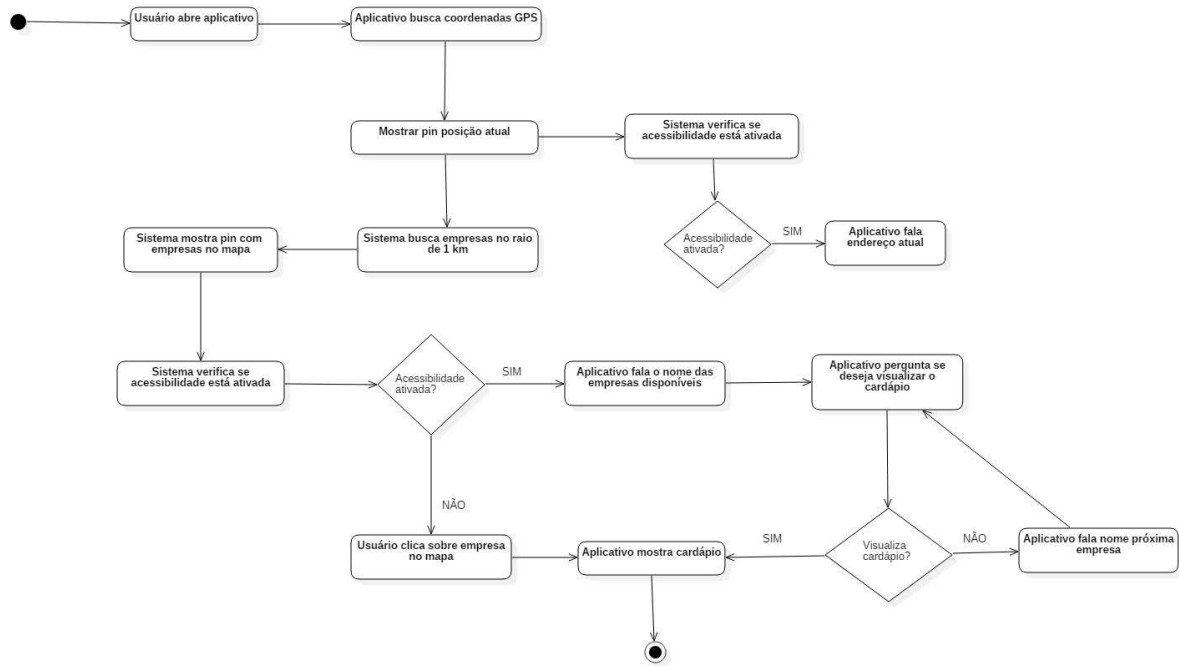 Usuário abre aplicativo
Aplicativo busca coordenadas GPS
Mostrar pin posição atual
Sistema verifica se
acessibilidade está ativada
Acessibilidade
ativada?
SIM
Aplicativo fala
endereço atual
Sistema mostra pin com
empresas no mapa
Sistema busca empresas no raio
de 1 km
Sistema verifica se
acessibilidade está ativada
Acessibilidade
ativada?
SIM
Aplicativo fala o nome das
empresas disponíveis
Aplicativo pergunta se
deseja visualizar o
cardápio
NÃO
Usuário clica sobre empresa
no mapa
Aplicativo mostra cardápio
SIM
Visualiza
cardápio?
NÃO
Aplicativo fala nome próxima
empresa